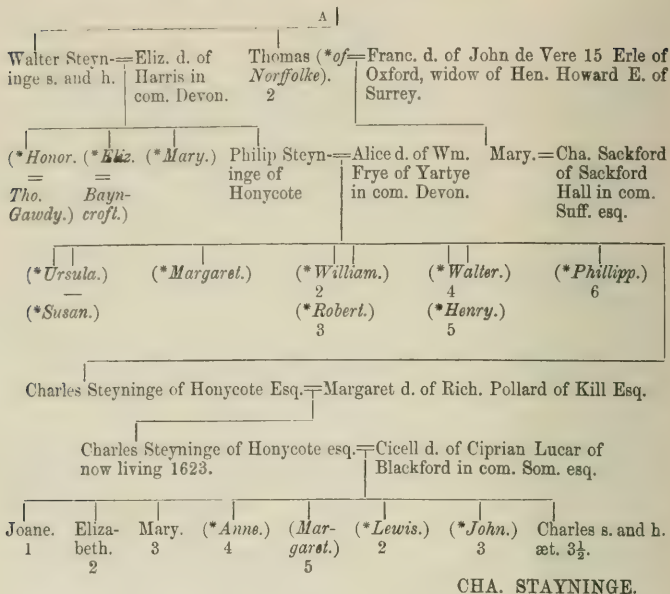 A
Walter Steyn-=Eliz. d. of Thomas (*of=Franc. d. of John de Vere 15 Erle of
inge s. and h. Harris in Norffolke). Oxford, widow of Hen. Howard E. of
com. Devon. 2 Surrey.
(*Honor. (*Eliz. (*Mary.) Philip Steyn-=Alice d. of Wm. Mary.=Cha. Sackford
= = inge of Frye of Yartye of Sackford
Tho. Bayn- Honycote in com. Devon. Hall in com.
Gawdy.) croft.) Suff. esq.
(*Ursula.) (*Margaret.) (*William.) (*Walter.) (*Phillipp.)
— 2 4 6
(*Susan.) (*Robert.) (*Henry.)
3 5
Charles Steyninge of Honycote Esq.=Margaret d. of Rich. Pollard of Kill Esq.
Charles Steyninge of Honycote esq.=Cicell d. of Ciprian Lucar of
now living 1623. Blackford in com. Som. esq.
Joane. Eliza- Mary. (*Anne.) (Mar- (*Lewis.) (*John.) Charles s. and h.
1 beth. 3 4 garet.) 2 3 æt. 3½.
2 5
CHA. STAYNINGE.